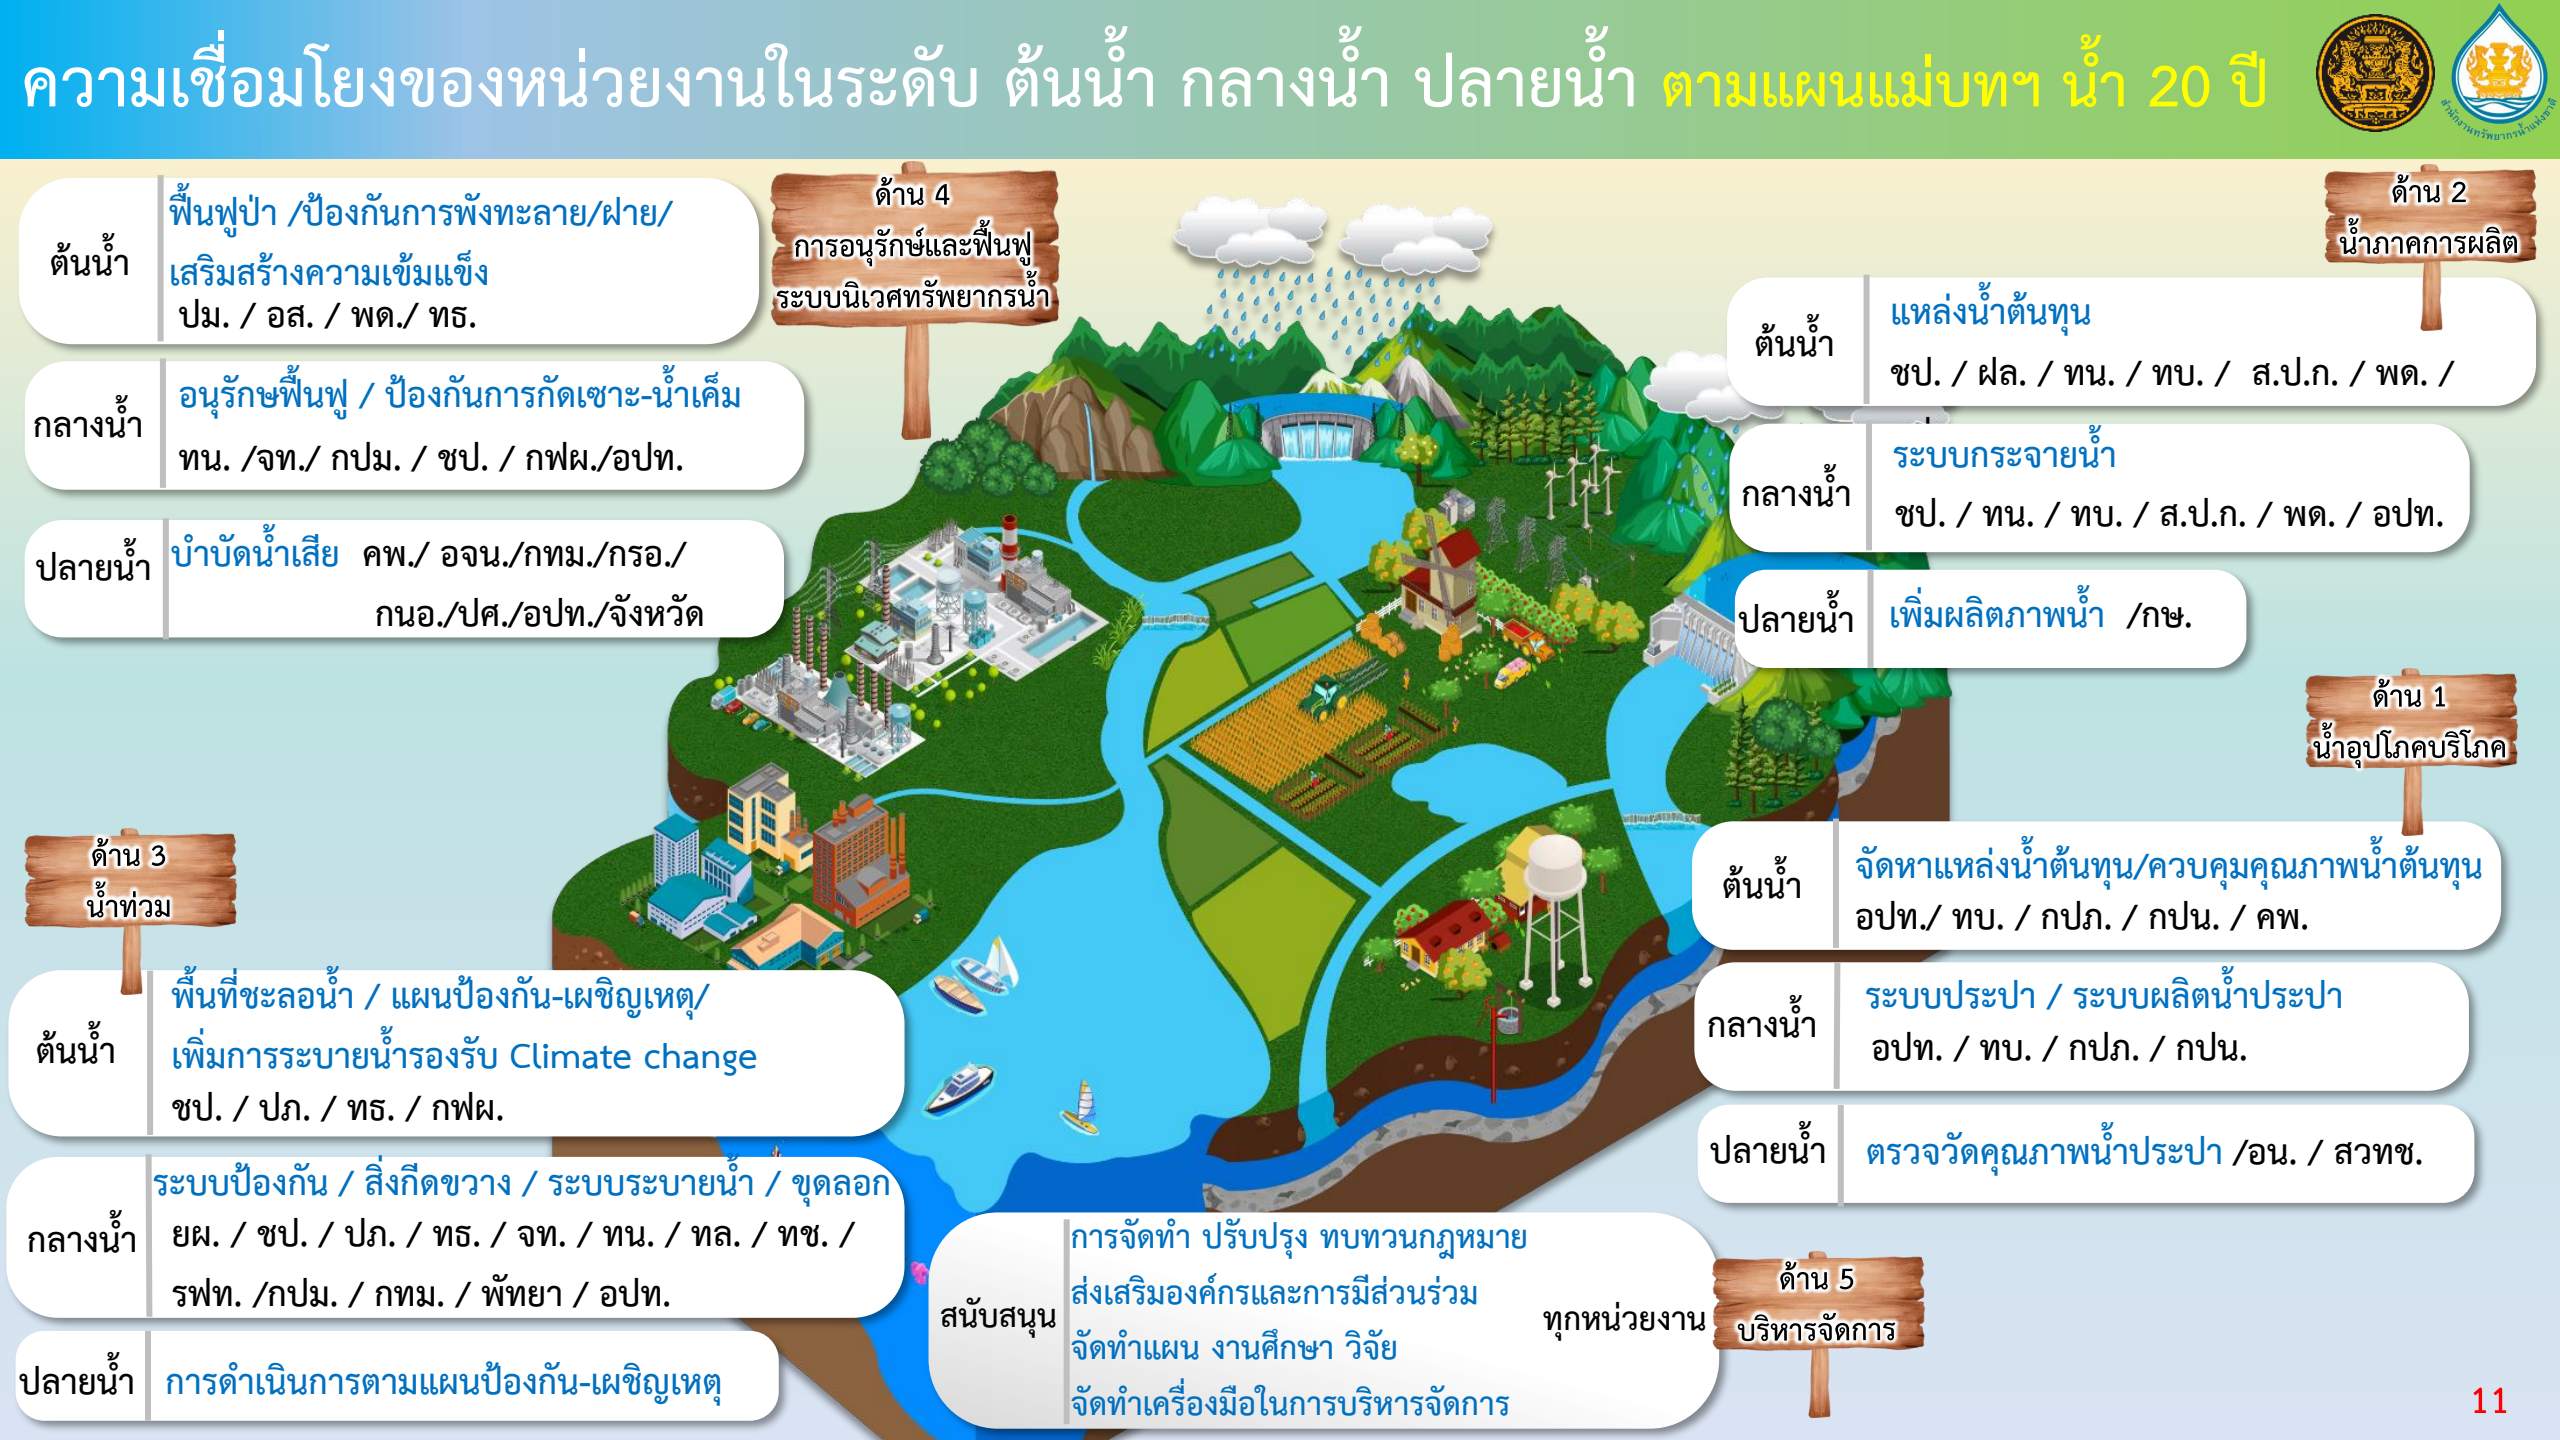 ความเชื่อมโยงของหน่วยงานในระดับ ต้นน้ำ กลางน้ำ ปลายน้ำ ตามแผนแม่บทฯ น้ำ 20 ปี
สำนักงานทรัพยากรน้ำแห่งชาติ
ด้าน 4
การอนุรักษ์และฟื้นฟู
ระบบนิเวศทรัพยากรน้ำ
ต้นน้ำ
ฟื้นฟูป่า /ป้องกันการพังทะลาย/ฝาย/
เสริมสร้างความเข้มแข็ง
ปม. / อส. / พด./ ทธ.
กลางน้ำ
อนุรักษฟื้นฟู / ป้องกันการกัดเซาะ-น้ำเค็ม
ทน. /จท./ กปม. / ชป. / กฟผ./อปท.
ปลายน้ำ
บำบัดน้ำเสีย คพ./ อจน./กทม./กรอ./
กนอ./ปศ./อปท./จังหวัด
ด้าน 2
น้ำภาคการผลิต
ต้นน้ำ
แหล่งน้ำต้นทุน
ชป. / ฝล. / ทน. / ทบ. / ส.ป.ก. / พด. /
กลางน้ำ
ระบบกระจายน้ำ
ชป. / ทน. / ทบ. / ส.ป.ก. / พด. / อปท.
ปลายน้ำ
เพิ่มผลิตภาพน้ำ /กษ.
ด้าน 1
น้ำอุปโภคบริโภค
ต้นน้ำ
จัดหาแหล่งน้ำต้นทุน/ควบคุมคุณภาพน้ำต้นทุน
อปท./ ทบ. / กปภ. / กปน. / คพ.
กลางน้ำ
ระบบประปา / ระบบผลิตน้ำประปา
อปท. / ทบ. / กปภ. / กปน.
ปลายน้ำ
ตรวจวัดคุณภาพน้ำประปา /อน. / สวทช.
ด้าน 3
น้ำท่วม
ต้นน้ำ
พื้นที่ชะลอน้ำ / แผนป้องกัน-เผชิญเหตุ/
เพิ่มการระบายน้ำรองรับ Climate change
ชป. / ปภ. / ทธ. / กฟผ.
กลางน้ำ
ระบบป้องกัน / สิ่งกีดขวาง / ระบบระบายน้ำ / ขุดลอก
ยผ. / ชป. / ปภ. / ทธ. / จท. / ทน. / ทล. / ทช. /
รฟท. /กปม. / กทม. / พัทยา / อปท.
ปลายน้ำ
การดำเนินการตามแผนป้องกัน-เผชิญเหตุ
สนับสนุน
การจัดทำ ปรับปรุง ทบทวนกฎหมาย
ส่งเสริมองค์กรและการมีส่วนร่วม
จัดทำแผน งานศึกษา วิจัย
จัดทำเครื่องมือในการบริหารจัดการ
ทุกหน่วยงาน
ด้าน 5
บริหารจัดการ
11